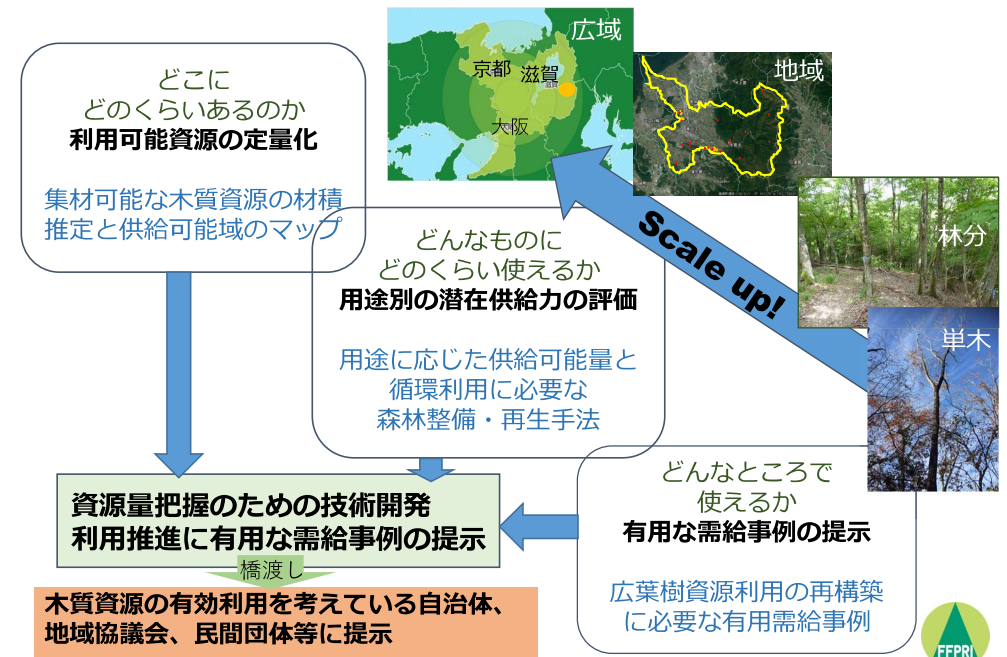 どこに
どのくらいあるのか
利用可能資源の定量化
集材可能な木質資源の材積
推定と供給可能域のマップ
広域
京都
滋賀
滋賀
大阪
地域
林分
単木
Scale up!
どんなものに
どのくらい使えるか
用途別の潜在供給力の評価
用途に応じた供給可能量と
循環利用に必要な
森林整備・再生手法
どんなところで
使えるか
有用な需給事例の提示
広葉樹資源利用の再構築
に必要な有用需給事例
資源量把握のための技術開発
利用推進に有用な需給事例の提示
橋渡し
木質資源の有効利用を考えている自治体、
地域協議会、民間団体等に提示
FFPRI